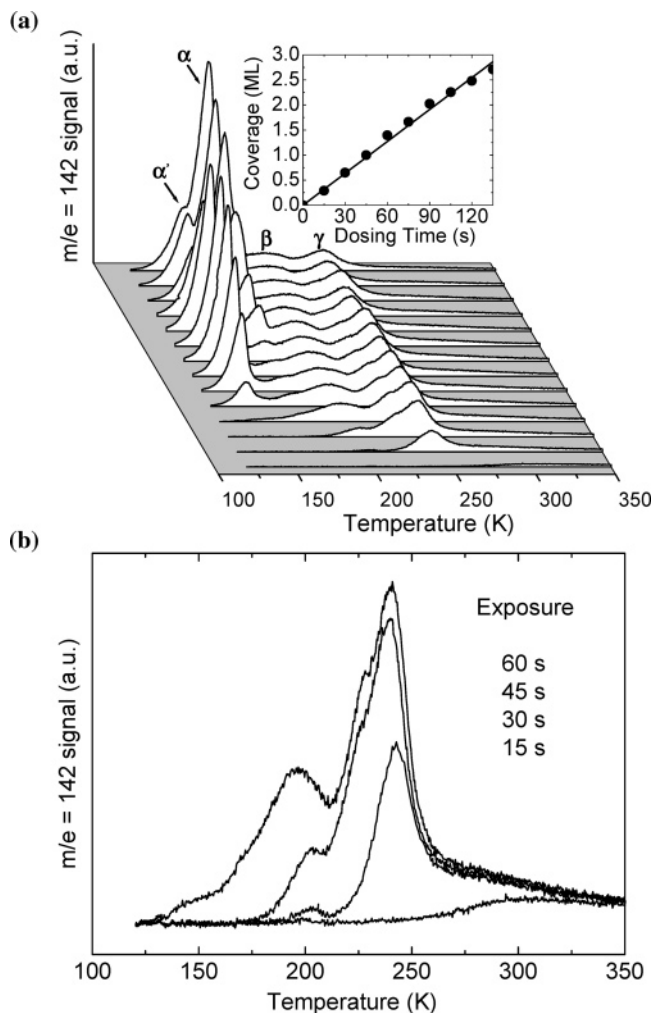 (a)
m/e = 142 signal (a.u.)
α
α'
β
γ
Coverage (ML)
3.0
2.5
2.0
1.5
1.0
0.5
0.0
0 30 60 90 120
Dosing Time (s)
100 150 200 250 300 350
Temperature (K)
(b)
m/e = 142 signal (a.u.)
Exposure
60 s
45 s
30 s
15 s
100 150 200 250 300 350
Temperature (K)